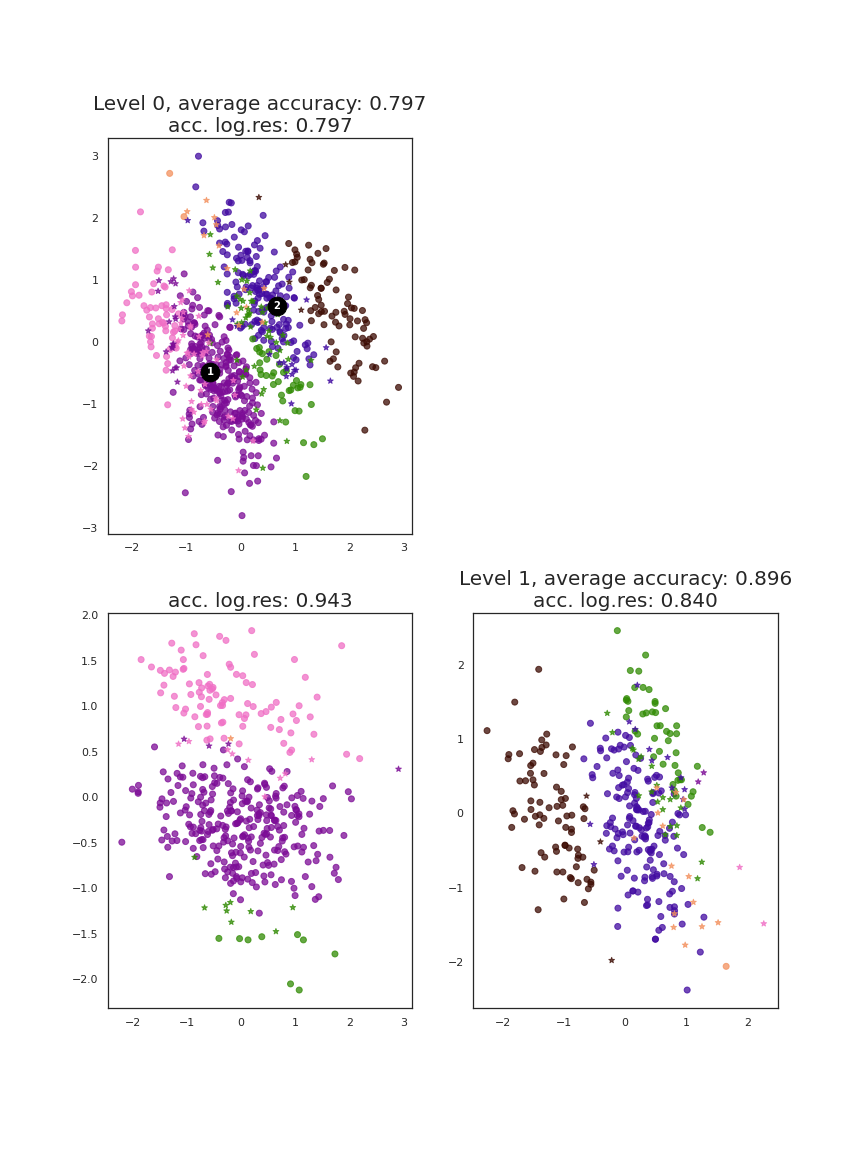 Level 0, average accuracy: 0.797
acc. log.res: 0.797
3
2
1
0
−1
−2
−3
2
1
−2 −1 0 1 2 3
acc. log.res: 0.943
2.0
1.5
1.0
0.5
0.0
−0.5
−1.0
−1.5
−2.0
−2 −1 0 1 2 3
Level 1, average accuracy: 0.896
acc. log.res: 0.840
2
1
0
−1
−2
−2 −1 0 1 2